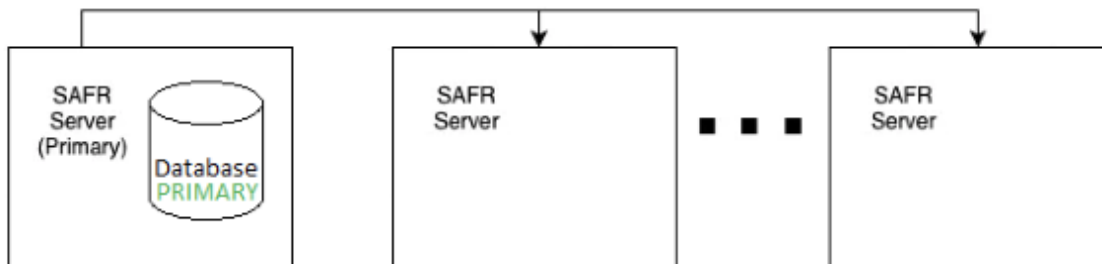 SAFR
Server
(Primary)
Database
PRIMARY
SAFR
Server
SAFR
Server